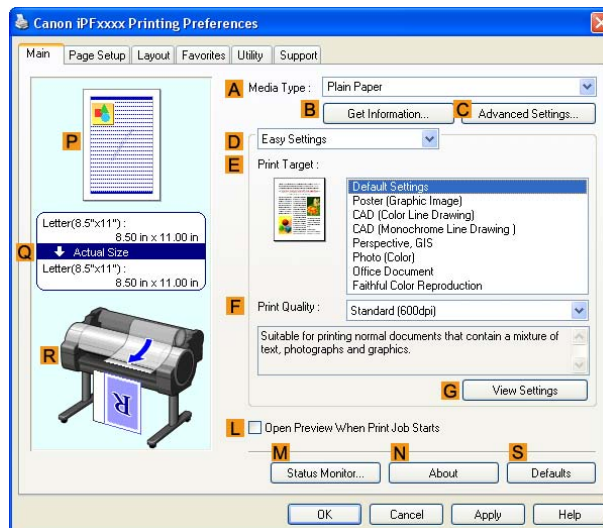 Canon iPFxxxx Printing Preferences
Main Page Setup Layout Favorites Utility Support
A Media Type : Plain Paper
B Get Information... C Advanced Settings...
D Easy Settings
E Print Target :
Default Settings
Poster (Graphic Image)
CAD (Color Line Drawing)
CAD (Monochrome Line Drawing )
Perspective, GIS
Photo (Color)
Office Document
Faithful Color Reproduction
F Print Quality : Standard (600dpi)
Suitable for printing normal documents that contain a mixture of
text, photographs and graphics.
G View Settings
L Open Preview When Print Job Starts
M Status Monitor... N About S Defaults
P
Letter(8.5"x11") :
8.50 in x 11.00 in
Q Actual Size
Letter(8.5"x11") :
8.50 in x 11.00 in
R
R
OK Cancel Apply Help